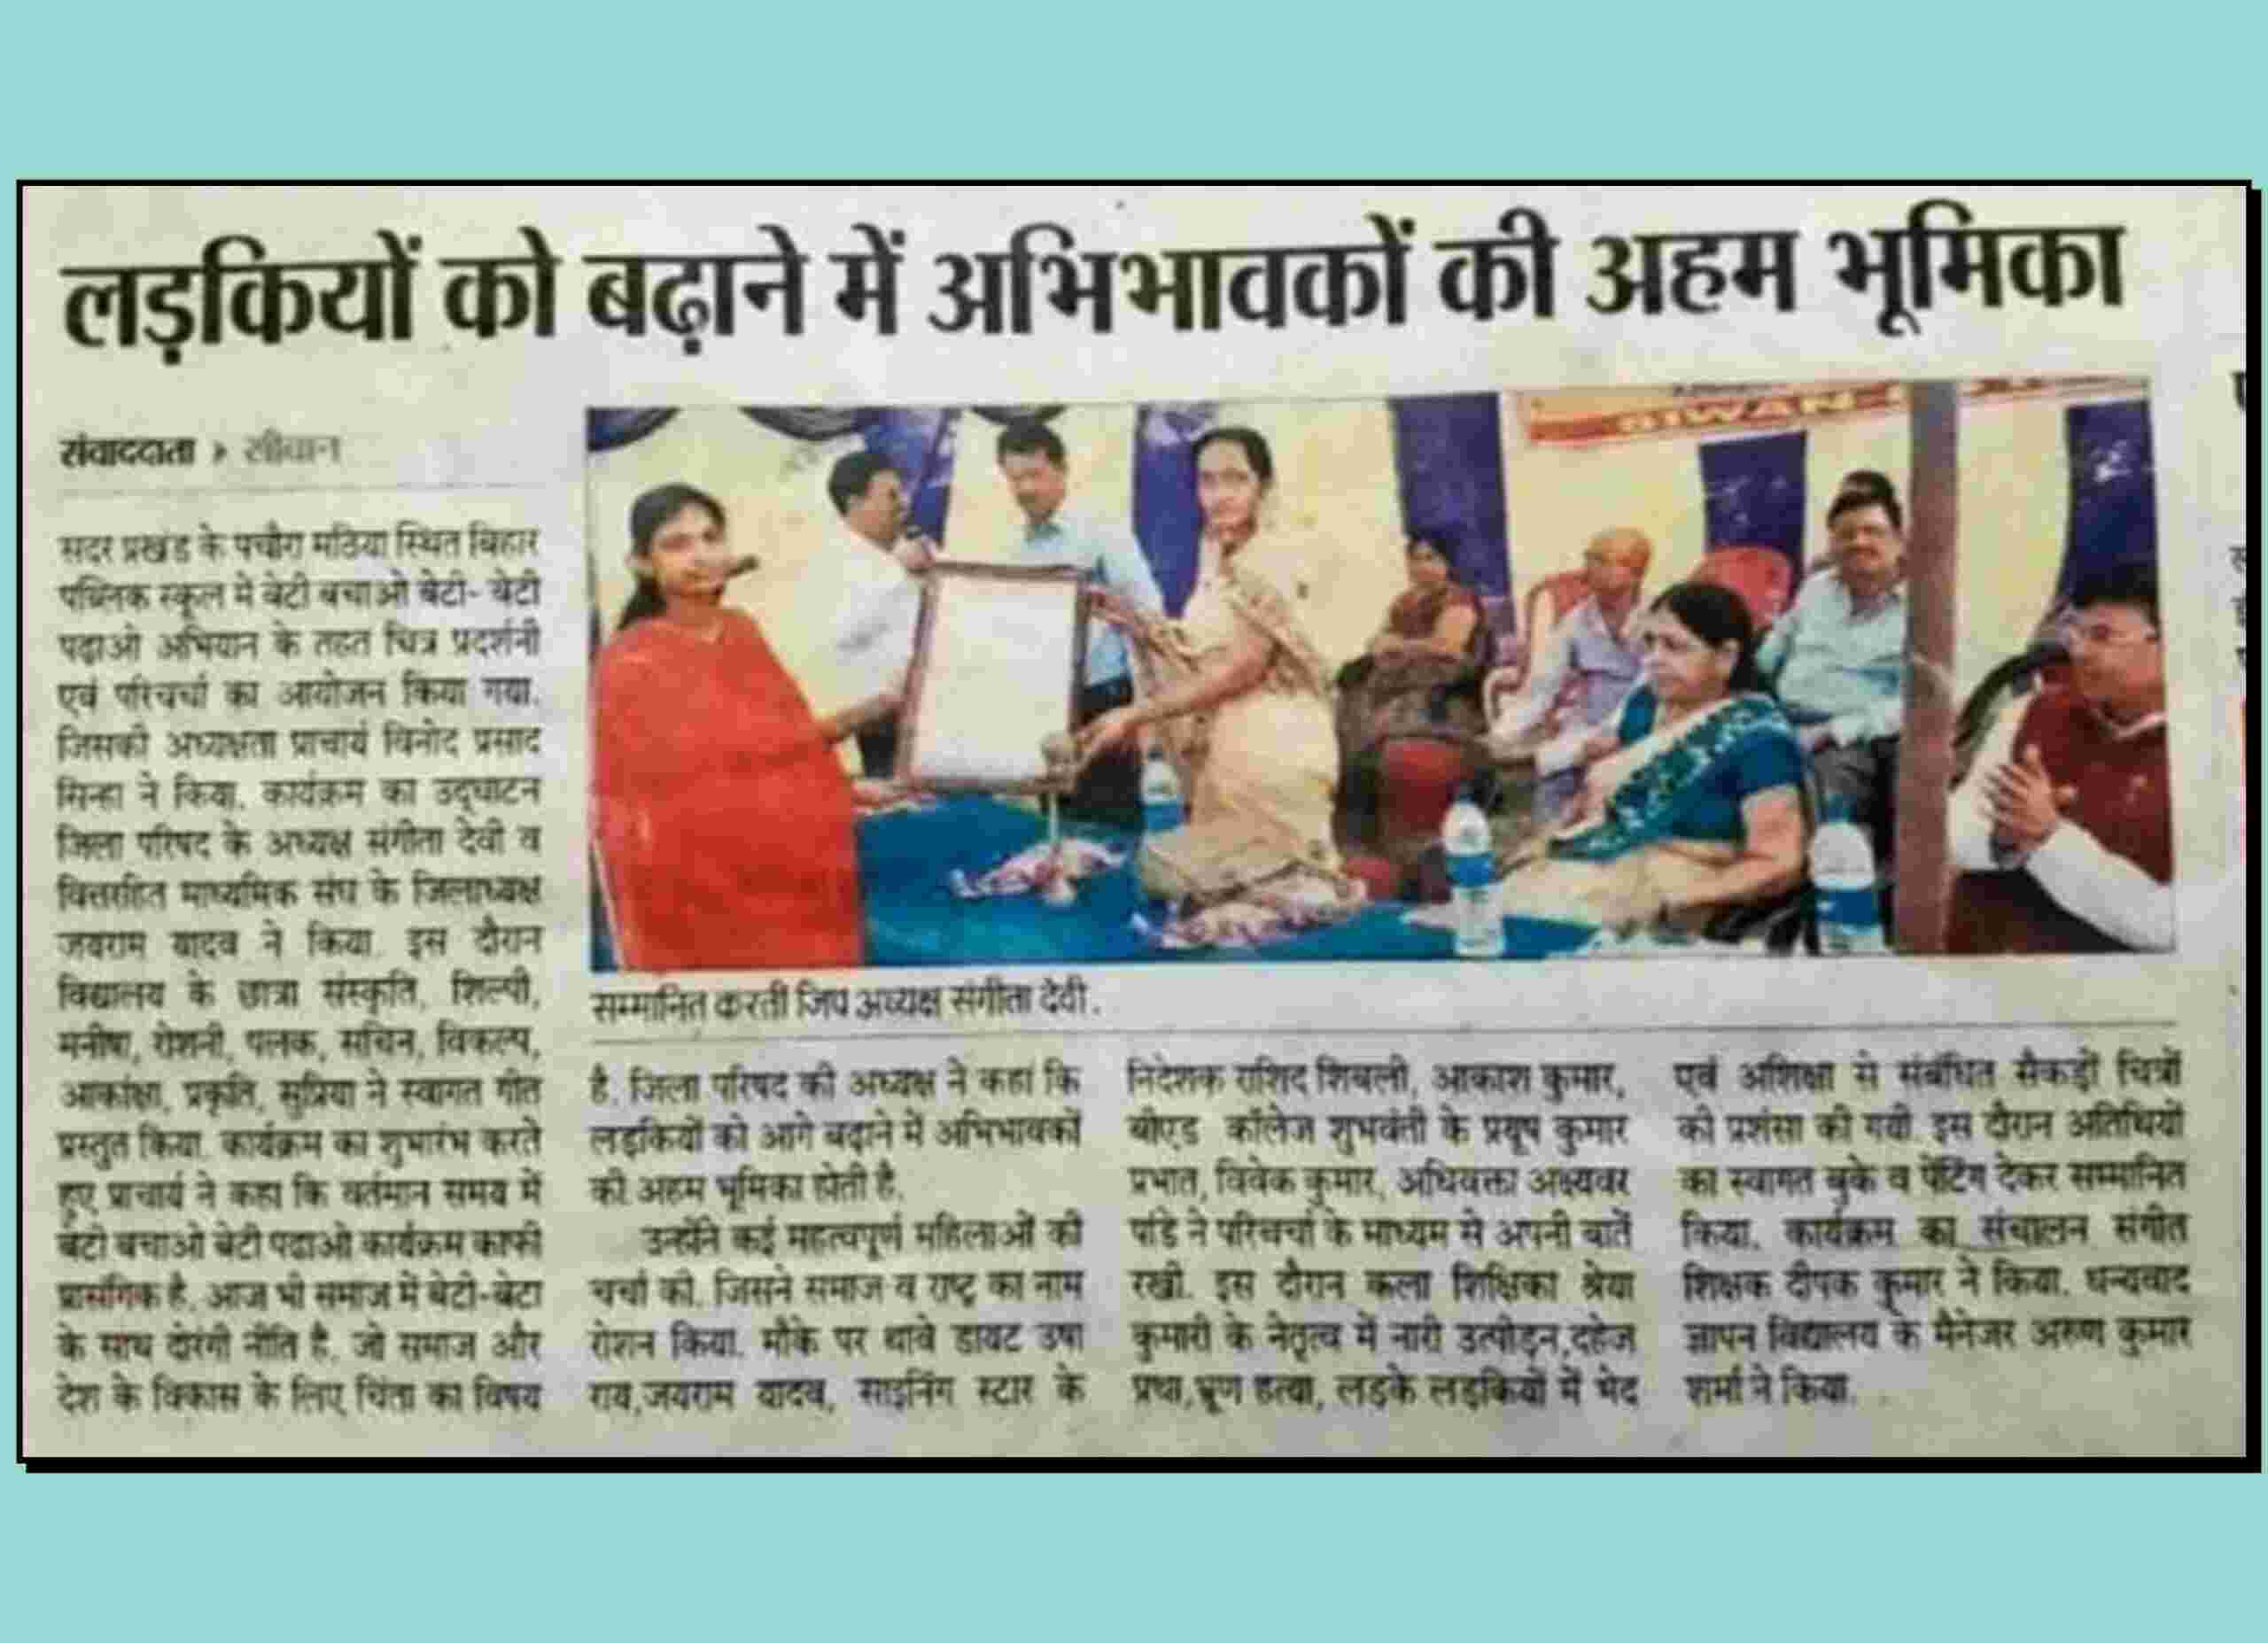 लड़कियों को बढ़ाने में अभिभावकों की अहम भूमिका
संवाददाता › सीवान
सदर प्रखंड के पचौरा मठिया स्थित बिहार
पब्लिक स्कूल में बेटी बचाओ बेटी- बेटी
पढ़ाओ अभियान के तहत चित्र प्रदर्शनी
एवं परिचर्चा का आयोजन किया गया.
जिसकी अध्यक्षता प्राचार्य विनोद प्रसाद
सिन्हा ने किया. कार्यक्रम का उद्घाटन
जिला परिषद के अध्यक्ष संगीता देवी व
वित्तरहित माध्यमिक संघ के जिलाध्यक्ष
जयराम यादव ने किया. इस दौरान
विद्यालय के छात्रा संस्कृति, शिल्पी,
मनीषा, रोशनी, पलक, सचिन, विकल्प,
आकांक्षा, प्रकृति, सुप्रिया ने स्वागत गीत
प्रस्तुत किया. कार्यक्रम का शुभारंभ करते
हुए प्राचार्य ने कहा कि वर्तमान समय में
बेटी बचाओ बेटी पढाओ कार्यक्रम काफी
प्रासंगिक है. आज भी समाज में बेटी-बेटा
के साथ दोरंगी नीति है. जो समाज और
देश के विकास के लिए चिंता का विषय
SIWAN
सम्मानित करती जिप अध्यक्ष संगीता देवी.
है. जिला परिषद की अध्यक्ष ने कहा कि
लड़कियों को आगे बढ़ाने में अभिभावकों
की अहम भूमिका होती है.
उन्होंने कई महत्वपूर्ण महिलाओं की
चर्चा की. जिसने समाज व राष्ट्र का नाम
रोशन किया. मौके पर थावे डायट उषा
राय,जयराम यादव, साइनिंग स्टार के
निदेशक राशिद शिबली, आकाश कुमार,
बीएड कॉलेज शुभवंती के प्रयूष कुमार
प्रभात, विवेक कुमार, अधिवक्ता अक्ष्यवर
पांडे ने परिचर्चा के माध्यम से अपनी बातें
रखी. इस दौरान कला शिक्षिका श्रेया
कुमारी के नेतृत्व में नारी उत्पीड़न,दहेज
प्रथा,भ्रूण हत्या, लड़के लड़कियों में भेद
एवं अशिक्षा से संबंधित सैकड़ों चित्रों
की प्रशंसा की गयी. इस दौरान अतिथियों
का स्वागत बुके व पेंटिंग देकर सम्मानित
किया. कार्यक्रम का संचालन संगीत
शिक्षक दीपक कुमार ने किया. धन्यवाद
ज्ञापन विद्यालय के मैनेजर अरुण कुमार
शर्मा ने किया.